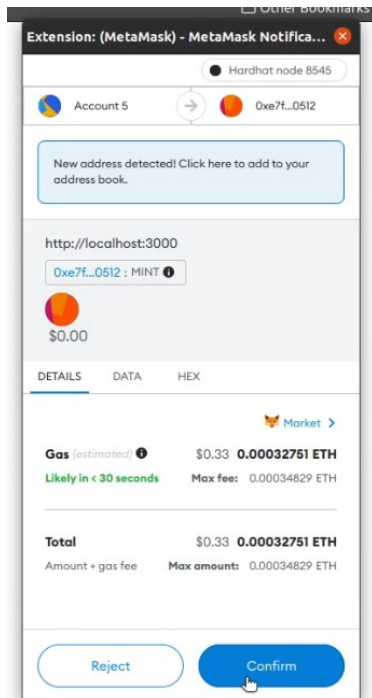 Other Bookmarks
Extension: (MetaMask) - MetaMask Notifica...
Hardhat node 8545
Account 5 0xe7f...0512
New address detected! Click here to add to your
address book.
http://localhost:3000
0xe7f...0512 : MINT
$0.00
DETAILS DATA HEX
Market >
Gas (estimated) $0.33 0.00032751 ETH
Likely in < 30 seconds Max fee: 0.00034829 ETH
Total $0.33 0.00032751 ETH
Amount + gas fee Max amount: 0.00034829 ETH
Reject Confirm